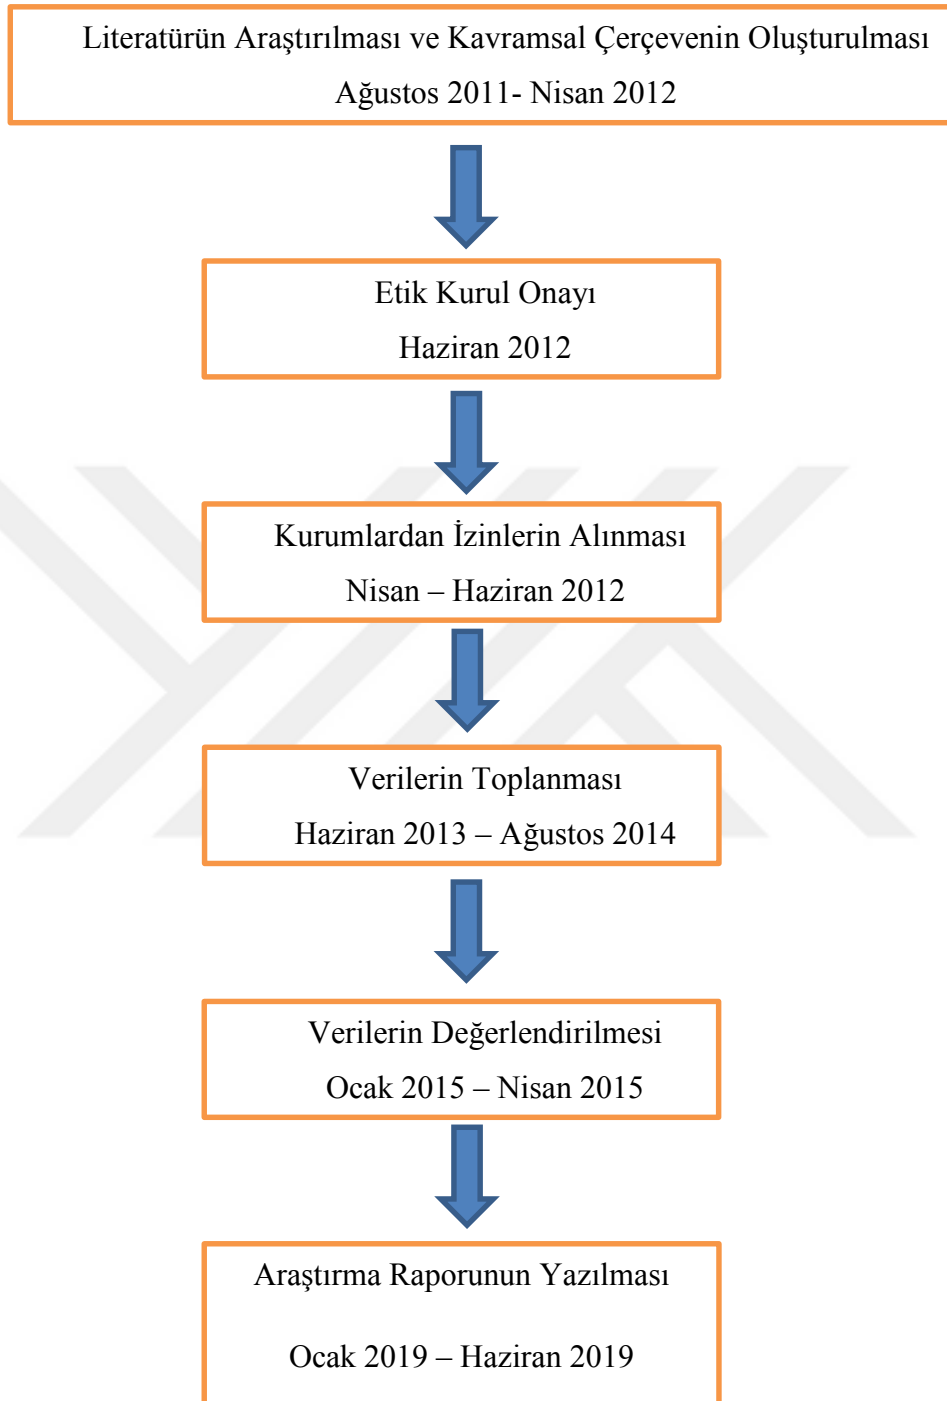 Literatürün Araştırılması ve Kavramsal Çerçevenin Oluşturulması
Ağustos 2011- Nisan 2012
Etik Kurul Onayı
Haziran 2012
Kurumlardan İzinlerin Alınması
Nisan – Haziran 2012
Verilerin Toplanması
Haziran 2013 – Ağustos 2014
Verilerin Değerlendirilmesi
Ocak 2015 – Nisan 2015
Araştırma Raporunun Yazılması
Ocak 2019 – Haziran 2019